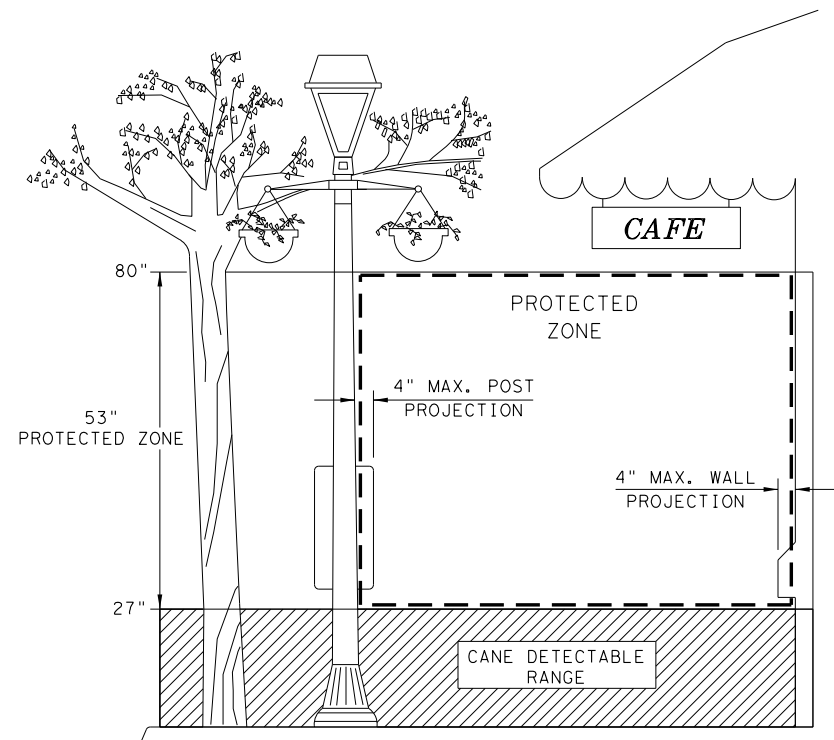 CAFE
80"
PROTECTED
ZONE
4" MAX. POST
PROJECTION
53"
PROTECTED ZONE
4" MAX. WALL
PROJECTION
27"
CANE DETECTABLE
RANGE